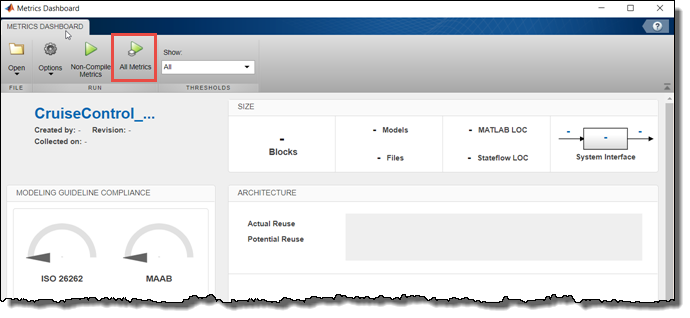 Metrics Dashboard
METRICS DASHBOARD
?
Open
Options
Non-Compile
Metrics
All Metrics
Show:
All
FILE
RUN
THRESHOLDS
CruiseControl_...
Created by: - Revision: -
Collected on: -
SIZE
-
Blocks
- Models
- Files
- MATLAB LOC
- Stateflow LOC
- - -
System Interface
MODELING GUIDELINE COMPLIANCE
ISO 26262
MAAB
ARCHITECTURE
Actual Reuse
Potential Reuse